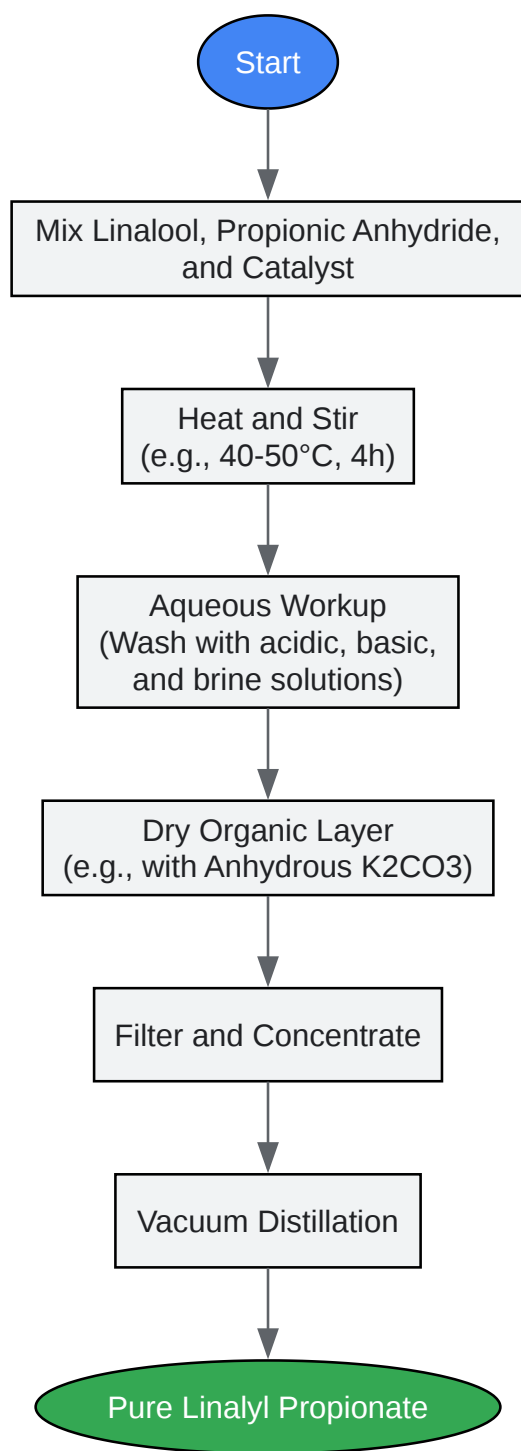 Start
Mix Linalool, Propionic Anhydride,
and Catalyst
Heat and Stir
(e.g., 40-50°C, 4h)
Aqueous Workup
(Wash with acidic, basic,
and brine solutions)
Dry Organic Layer
(e.g., with Anhydrous K2CO3)
Filter and Concentrate
Vacuum Distillation
Pure Linalyl Propionate